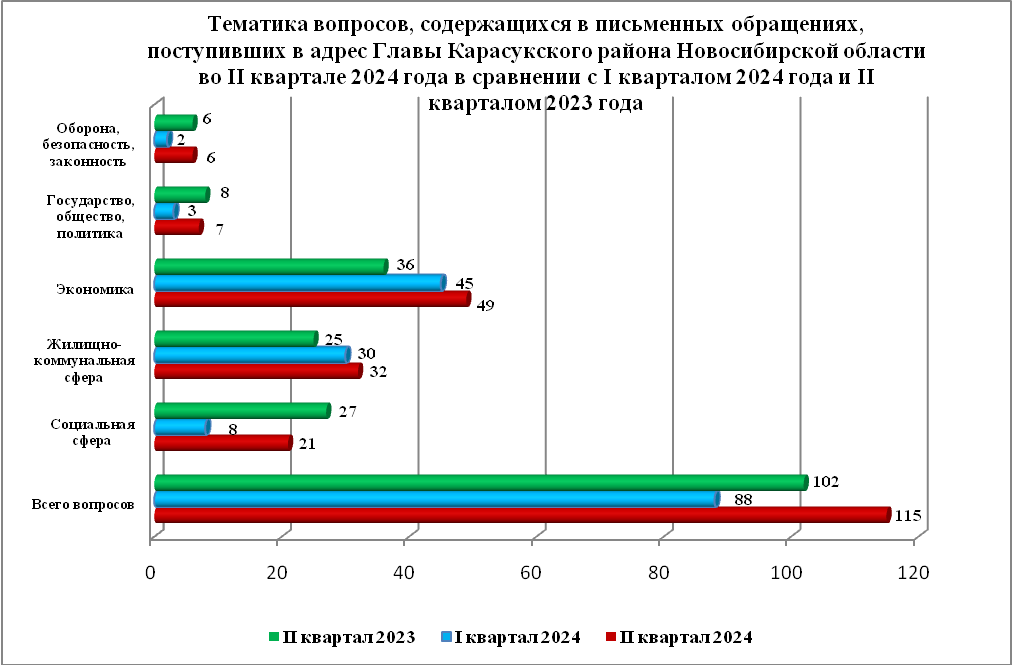 Тематика вопросов, содержащихся в письменных обращениях,
поступивших в адрес Главы Карасукского района Новосибирской области
во II квартале 2024 года в сравнении с I кварталом 2024 года и II
кварталом 2023 года
Оборона,
безопасность,
законность
6
2
6
Государство,
общество,
политика
8
3
7
Экономика
36
45
49
Жилищно-
коммунальная
сфера
25
30
32
Социальная
сфера
27
8
21
Всего вопросов
102
88
115
0 20 40 60 80 100 120
II квартал 2023 I квартал 2024 II квартал 2024